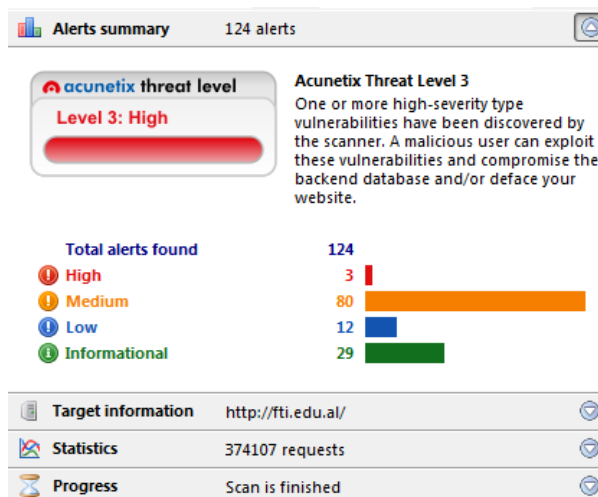 Alerts summary 124 alerts
acunetix threat level
Level 3: High
Acunetix Threat Level 3
One or more high-severity type
vulnerabilities have been discovered by
the scanner. A malicious user can exploit
these vulnerabilities and compromise the
backend database and/or deface your
website.
Total alerts found 124
High 3
Medium 80
Low 12
Informational 29
Target information http://fti.edu.al/
Statistics 374107 requests
Progress Scan is finished